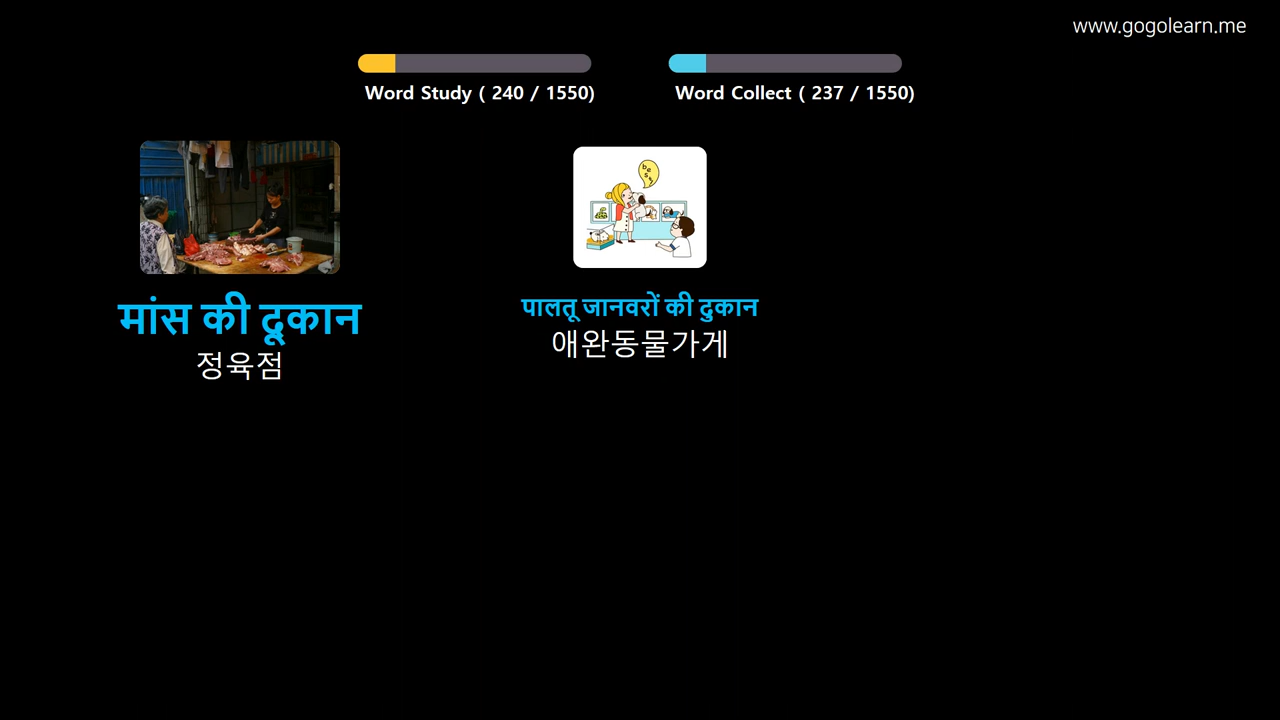 www.gogolearn.me
Word Study ( 240 / 1550)
Word Collect ( 237 / 1550)
मांस की दूकान
정육점
best
पालतू जानवरों की दुकान
애완동물가게